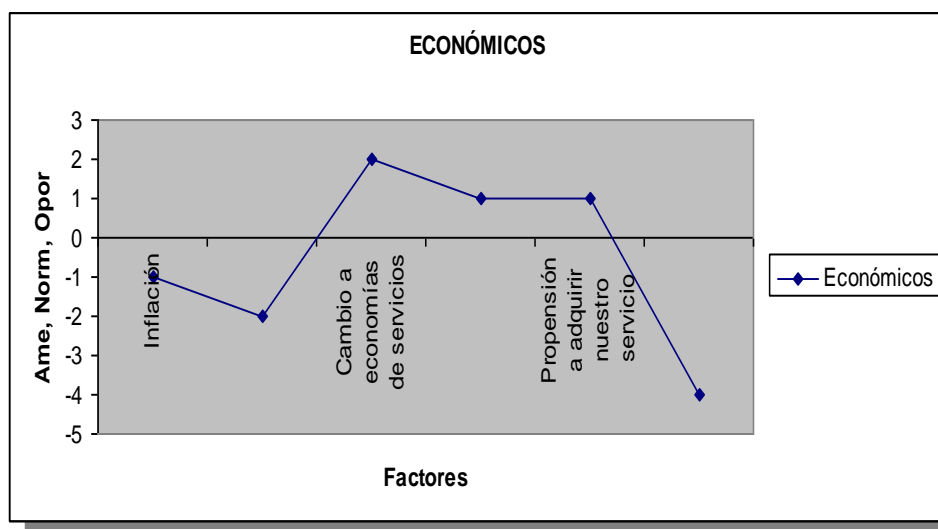 ECONÓMICOS
Ame, Norm, Opor
3
2
1
0
-1
-2
-3
-4
-5
Inflación
Cambio a
economías
de servicios
Propensión
a adquirir
nuestro
servicio
Factores
Económicos